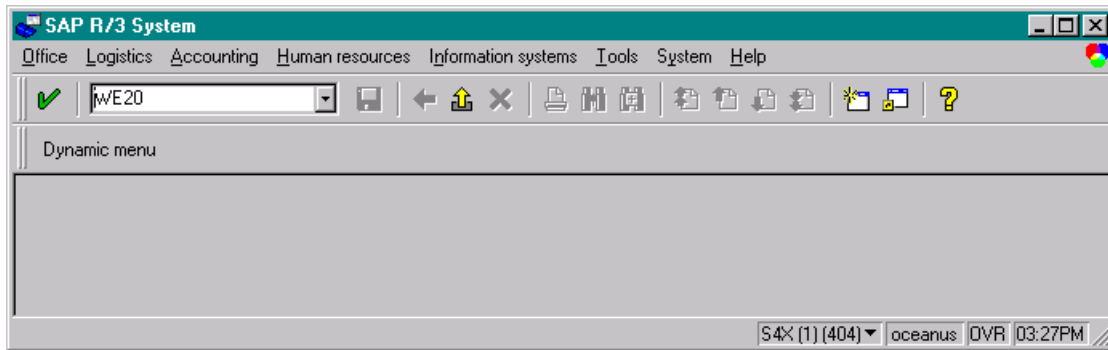 SAP R/3 System
Office Logistics Accounting Human resources Information systems Tools System Help
WE20
Dynamic menu
S4X (1) (404) oceanus OVR 03:27PM